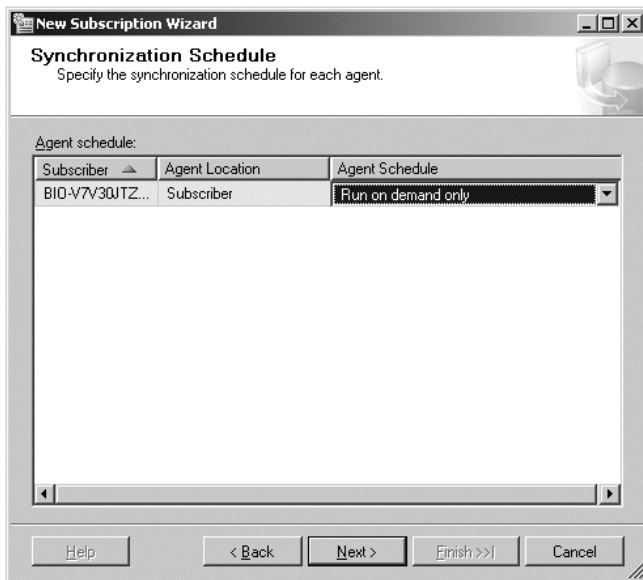 New Subscription Wizard
Synchronization Schedule
Specify the synchronization schedule for each agent.
Agent schedule:
Subscriber Agent Location Agent Schedule
BIO-V7V30JTZ... Subscriber Run on demand only
Help < Back Next > Finish >>| Cancel